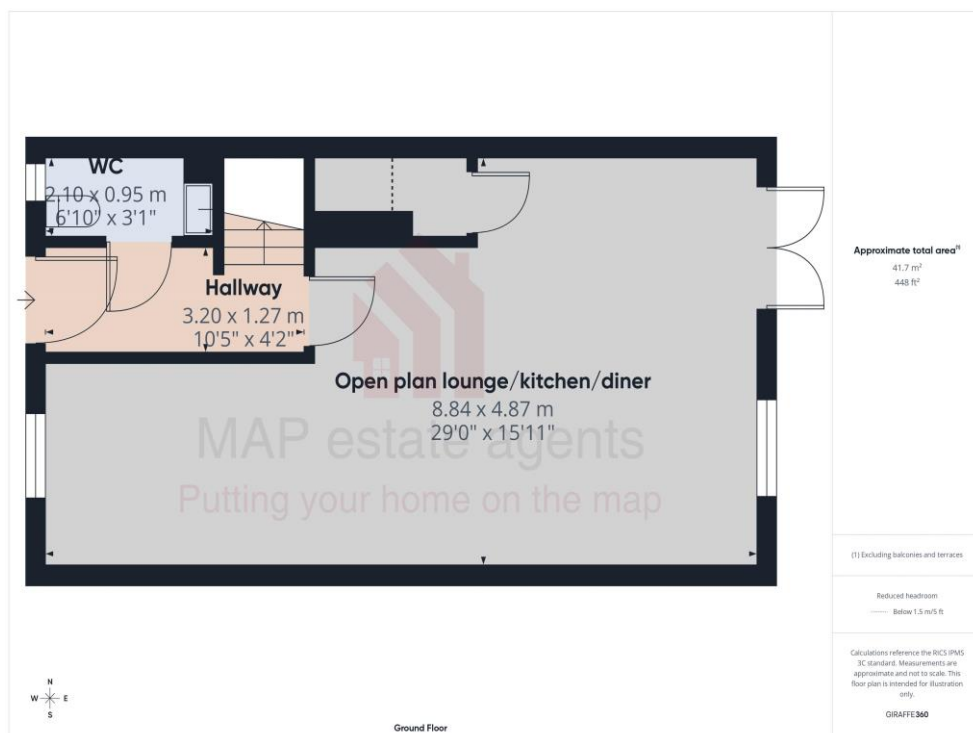 WC
2.10 x 0.95 m
6'10" x 3'1"
Hallway
3.20 x 1.27 m
10'5" x 4'2"
Open plan lounge/kitchen/diner
8.84 x 4.87 m
29'0" x 15'11"
MAP estate agents
Putting your home on the map
Approximate total area(1)
41.7 m²
448 ft²
(1) Excluding balconies and terraces
Reduced headroom
Below 1.5 m/5 ft
Calculations reference the RICS IPMS
3C standard. Measurements are
approximate and not to scale. This
floor plan is intended for illustration
only.
GIRAFFE360
N
W E
S
Ground Floor